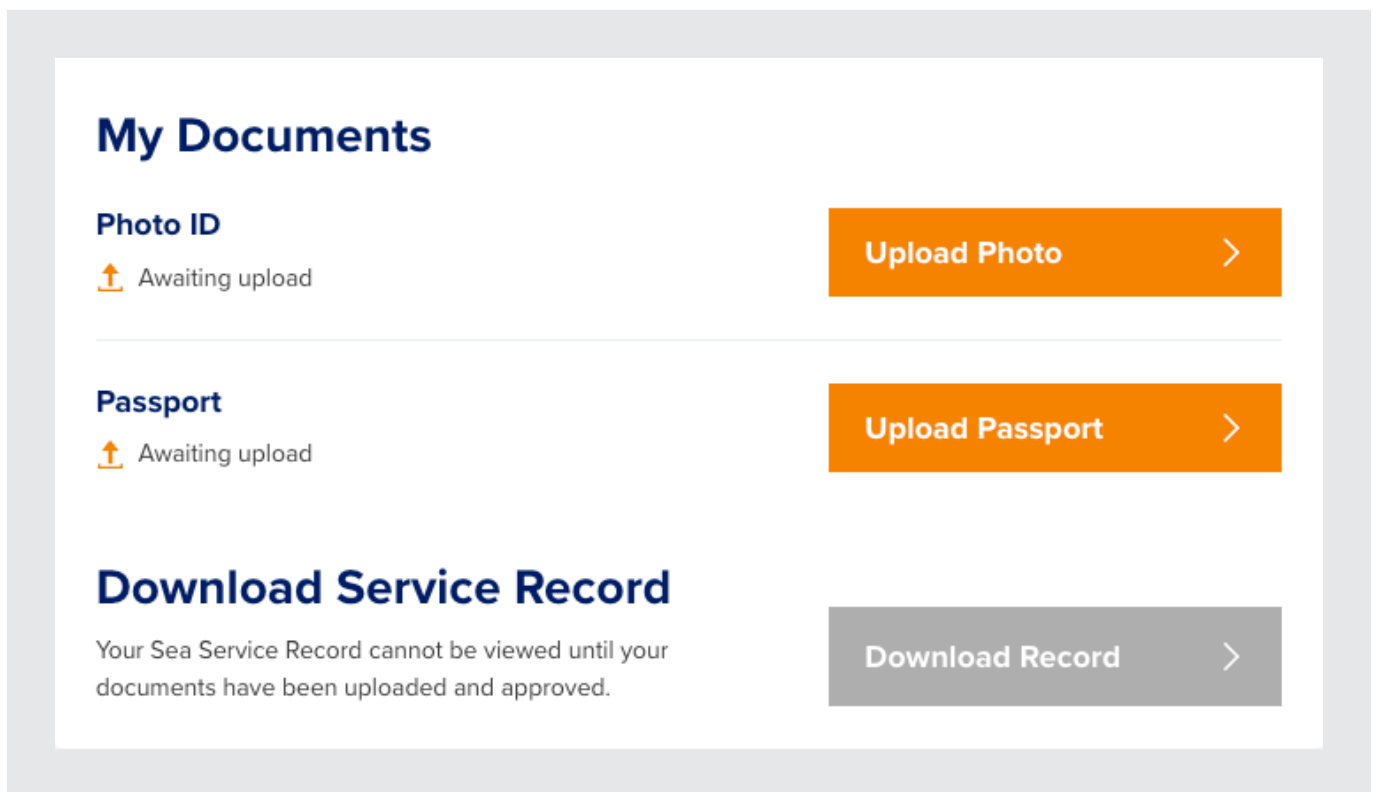 My Documents
Photo ID
Awaiting upload
Upload Photo
Passport
Awaiting upload
Upload Passport
Download Service Record
Your Sea Service Record cannot be viewed until your
documents have been uploaded and approved.
Download Record